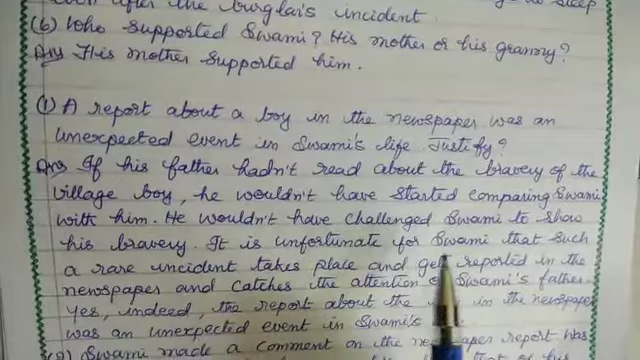 after the burglar's incident.
(6) Who supported Swami? His mother or his granny?
Ans His mother supported him.
(1) A report about a boy in the newspaper was an
unexpected event in Swami's life. Justify?
Ans If his father hadn't read about the bravery of the
village boy, he wouldn't have started comparing Swami
with him. He wouldn't have challenged Swami to show
his bravery. It is unfortunate for Swami that such
a rare incident takes place and gets reported in the
newspaper and catches the attention Swami's father
Yes, indeed, the report about the in the newspaper
was an unexpected event in Swami's
(2) Swami made a comment on the report was